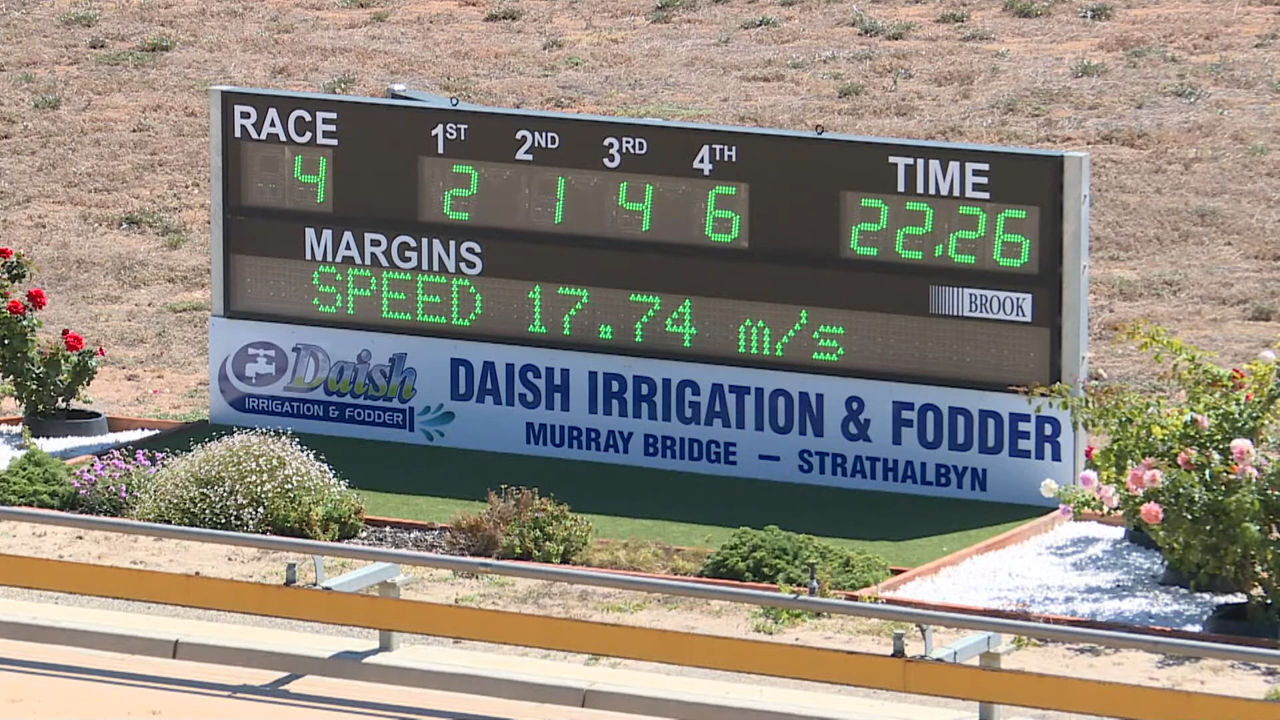 RACE 1ST 2ND 3RD 4TH TIME
4 2 1 4 6 22.26
MARGINS
BROOK
SPEED 17.74 m/s
Daish
IRRIGATION & FODDER
DAISH IRRIGATION & FODDER
MURRAY BRIDGE – STRATHALBYN